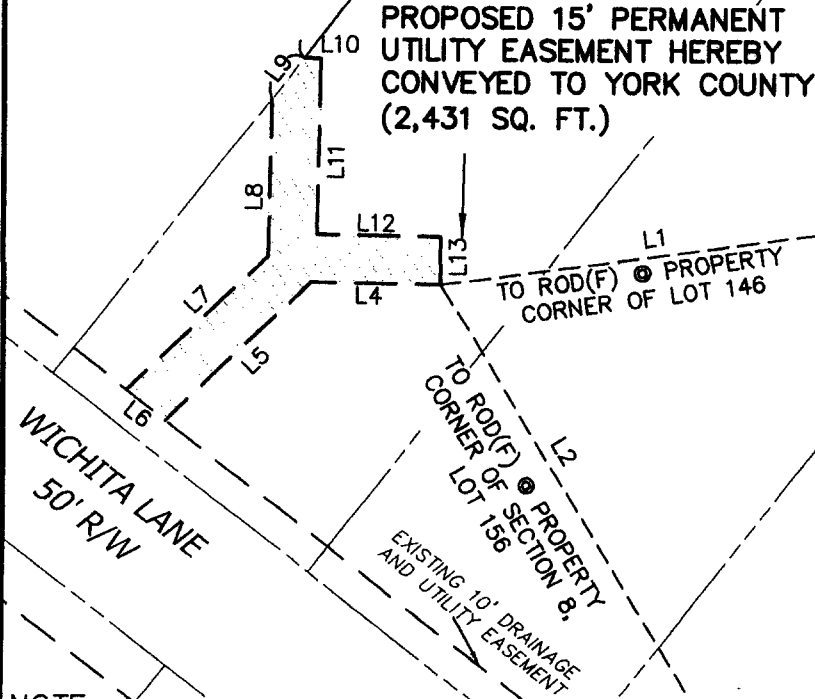 PROPOSED 15' PERMANENT
UTILITY EASEMENT HEREBY
CONVEYED TO YORK COUNTY
(2,431 SQ. FT.)
L10
L9
L11
L8
L12
L13
L1
TO ROD(F) @ PROPERTY
CORNER OF LOT 146
L4
L7
L5
L6
TO ROD(F) @ PROPERTY
CORNER OF SECTION 8,
LOT 156
L2
WICHITA LANE
50' R/W
EXISTING 10' DRAINAGE
AND UTILITY EASEMENT
NOTE